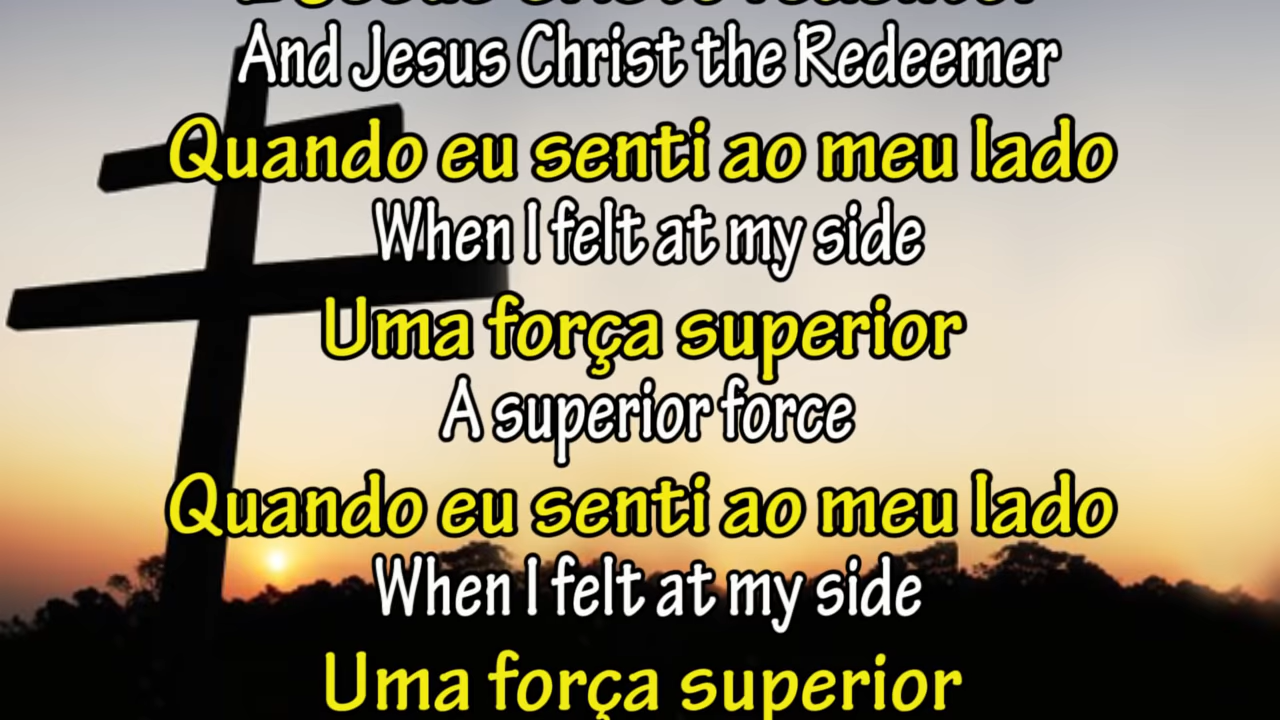 And Jesus Christ the Redeemer
Quando eu senti ao meu lado
When I felt at my side
Uma força superior
A superior force
Quando eu senti ao meu lado
When I felt at my side
Uma força superior